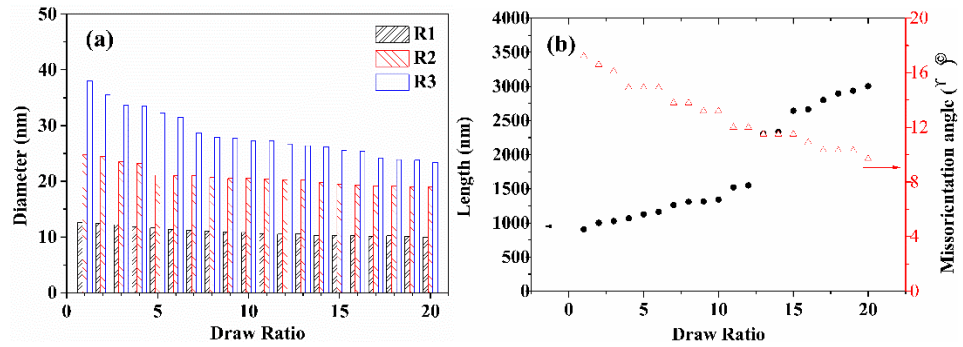 (a)
R1
R2
R3
50
40
30
20
10
0
Diameter (nm)
0 5 10 15 20
Draw Ratio
(b)
4000
3500
3000
2500
2000
1500
1000
500
0
Length (nm)
0 5 10 15 20 25
Draw Ratio
20
16
12
8
4
0
Missorientation angle (